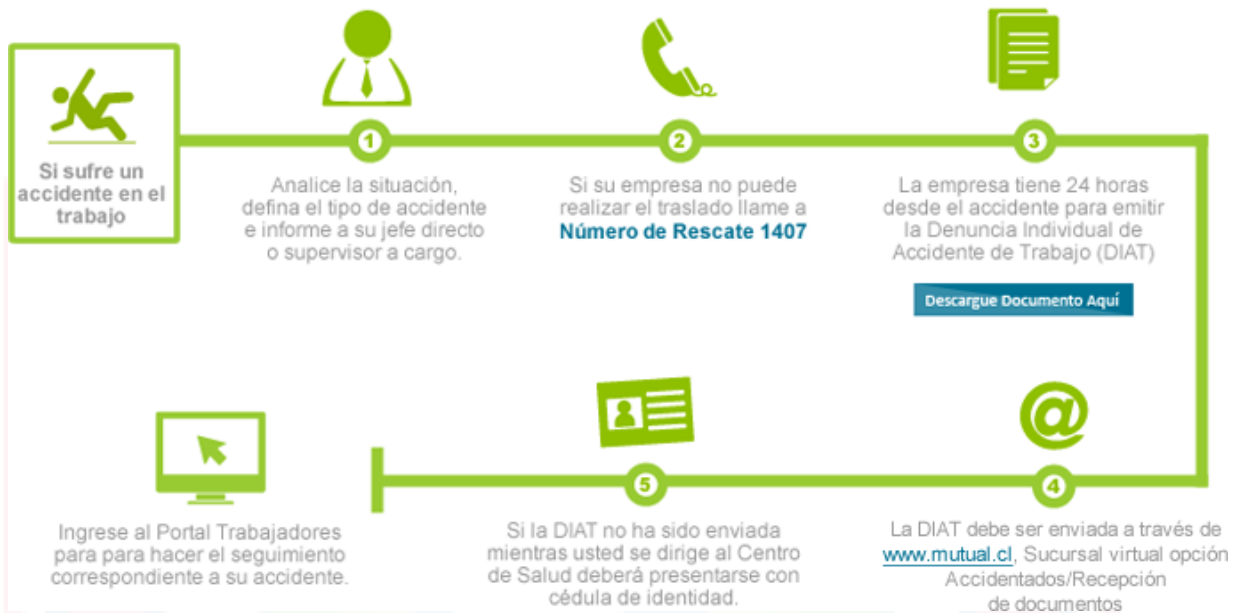 Si sufre un
accidente en el
trabajo
1
Analice la situación,
defina el tipo de accidente
e informe a su jefe directo
o supervisor a cargo.
2
Si su empresa no puede
realizar el traslado llame a
Número de Rescate 1407
3
La empresa tiene 24 horas
desde el accidente para emitir
la Denuncia Individual de
Accidente de Trabajo (DIAT)
Descargue Documento Aquí
@
4
La DIAT debe ser enviada a través de
www.mutual.cl, Sucursal virtual opción
Accidentados/Recepción
de documentos
5
Si la DIAT no ha sido enviada
mientras usted se dirige al Centro
de Salud deberá presentarse con
cédula de identidad.
Ingrese al Portal Trabajadores
para para hacer el seguimiento
correspondiente a su accidente.